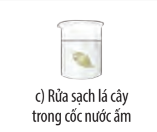 c) Rửa sạch lá cây
trong cốc nước ấm